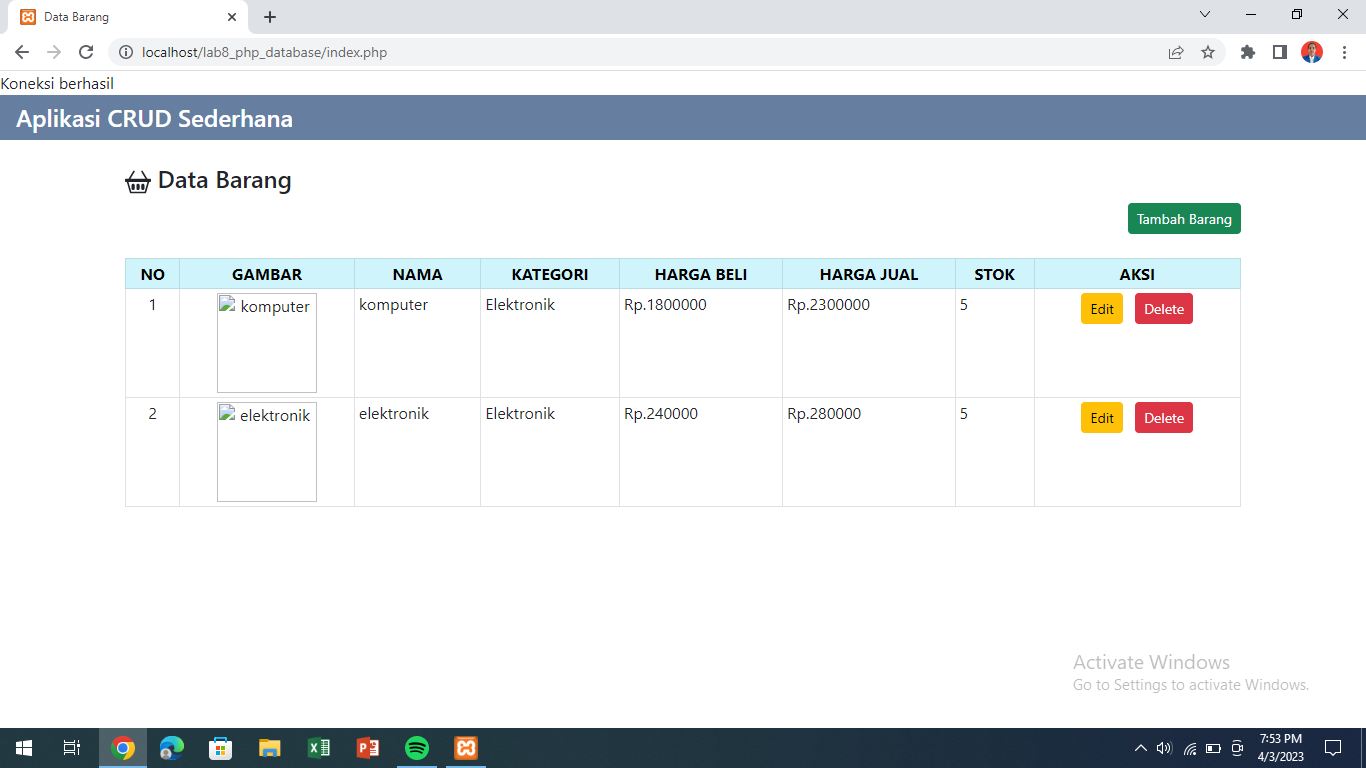 Data Barang
localhost/lab8_php_database/index.php
Koneksi berhasil
Aplikasi CRUD Sederhana
Data Barang
Tambah Barang
NO GAMBAR NAMA KATEGORI HARGA BELI HARGA JUAL STOK AKSI
1 komputer komputer Elektronik Rp.1800000 Rp.2300000 5 Edit Delete
2 elektronik elektronik Elektronik Rp.240000 Rp.280000 5 Edit Delete
Activate Windows
Go to Settings to activate Windows.
7:53 PM
4/3/2023